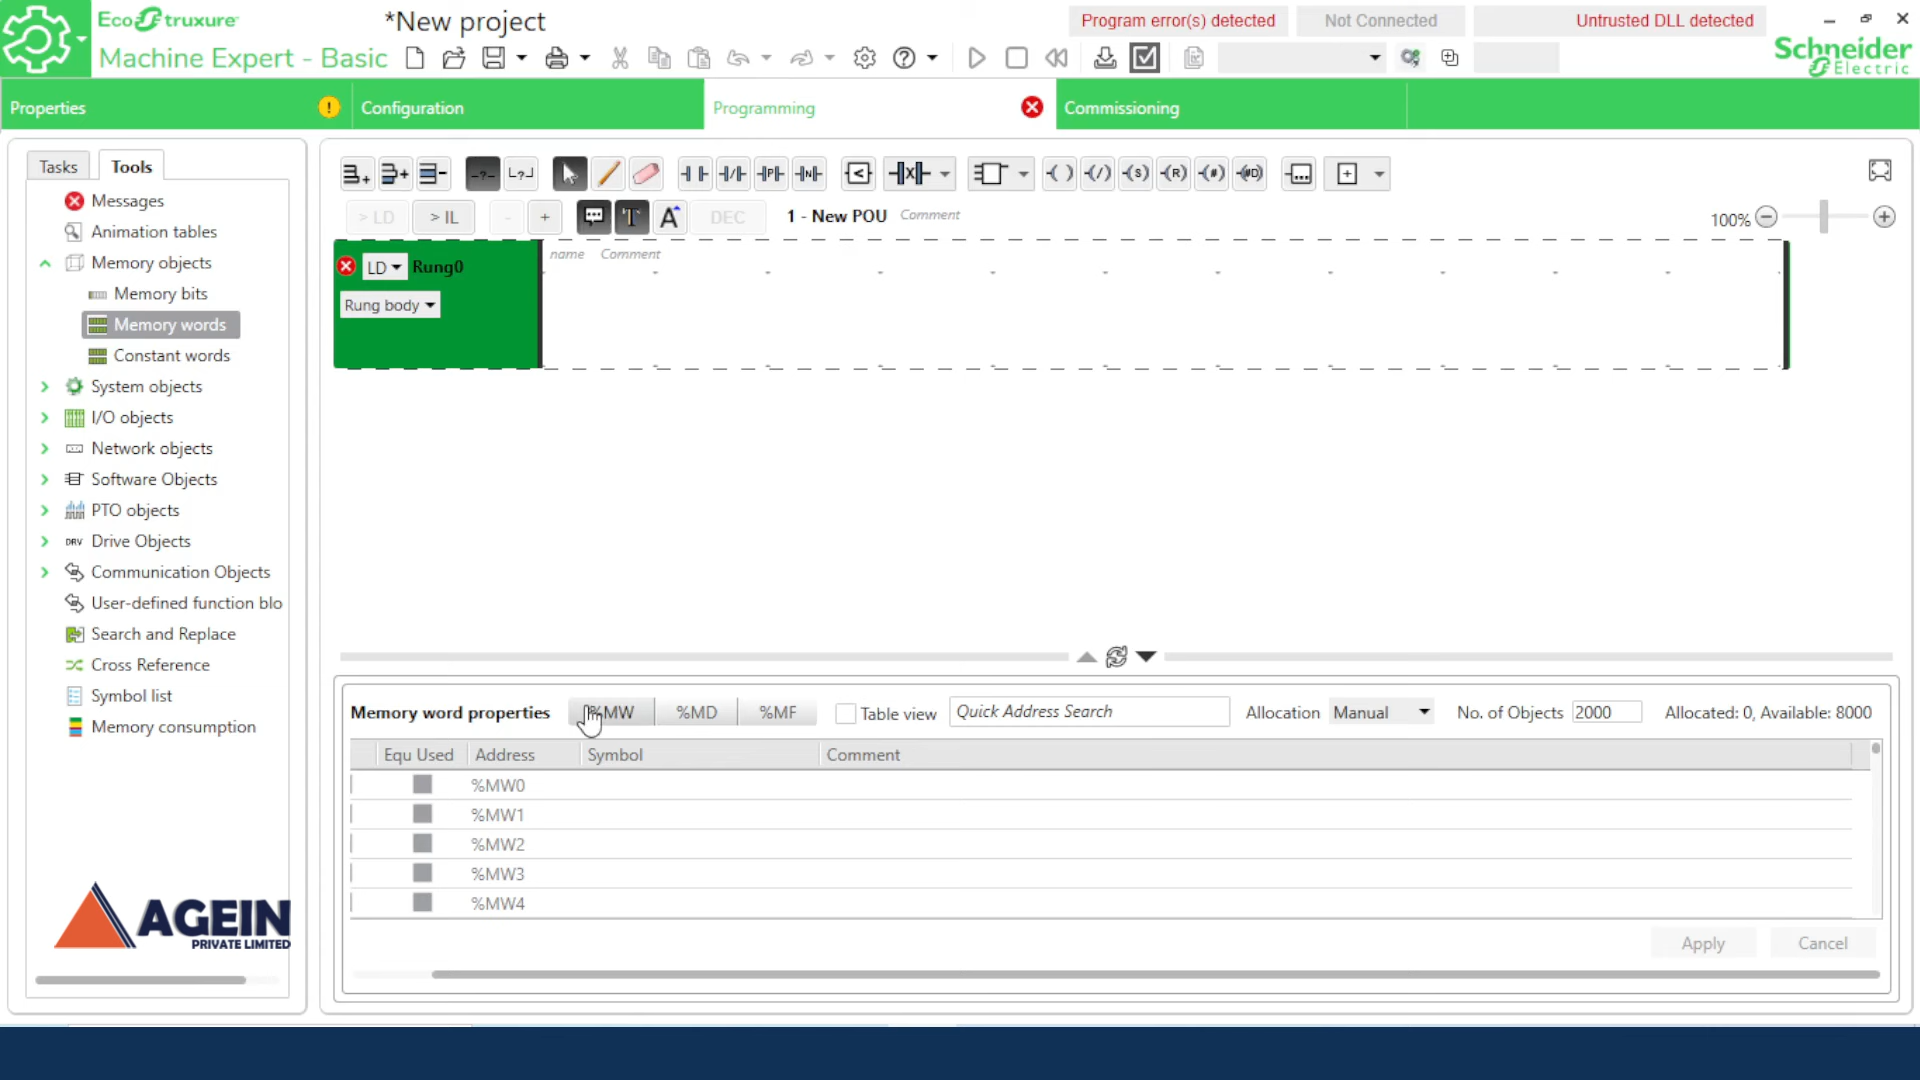 EcoStruxure
Machine Expert - Basic
*New project
Program error(s) detected
Not Connected
Untrusted DLL detected
Schneider
Electric
Properties
Configuration
Programming
Commissioning
Tasks
Tools
Messages
Animation tables
Memory objects
Memory bits
Memory words
Constant words
System objects
I/O objects
Network objects
Software Objects
PTO objects
DRV Drive Objects
Communication Objects
User-defined function blo
Search and Replace
Cross Reference
Symbol list
Memory consumption
AGEIN
PRIVATE LIMITED
> LD
> IL
-
+
T
A
DEC
1 - New POU
Comment
100%
LD
Rung0
name
Comment
Rung body
Memory word properties
%MW
%MD
%MF
Table view
Quick Address Search
Allocation
Manual
No. of Objects
2000
Allocated: 0, Available: 8000
Equ Used
Address
Symbol
Comment
%MW0
%MW1
%MW2
%MW3
%MW4
Apply
Cancel